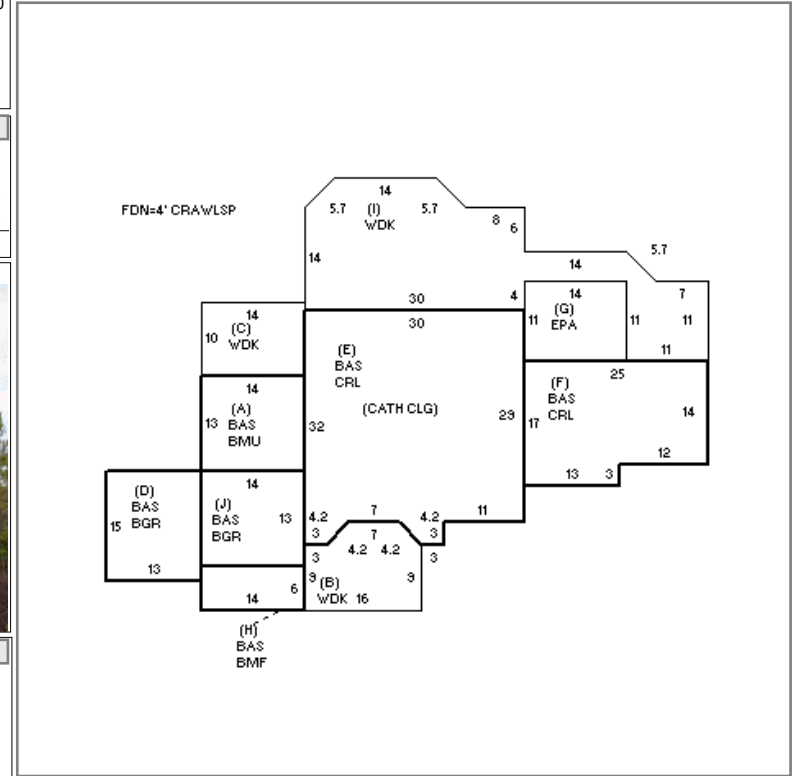 14
5.7 (I) 5.7
WDK
8
6
FDN=4' CRAWLSP
14
5.7
14
30
4
14
7
30
11
(G)
EPA
11
11
11
14
10
(C)
WDK
(E)
BAS
CRL
(CATH CLG)
32
29
25
(F)
BAS
CRL
17
14
12
13
3
14
13
(A)
BAS
BMU
14
(J)
BAS
BGR
13
(D)
BAS
BGR
15
13
4.2
3
7
7
4.2
3
11
3
4.2 4.2
3
9
(B)
WDK 16
9
6
14
(H)
BAS
BMF